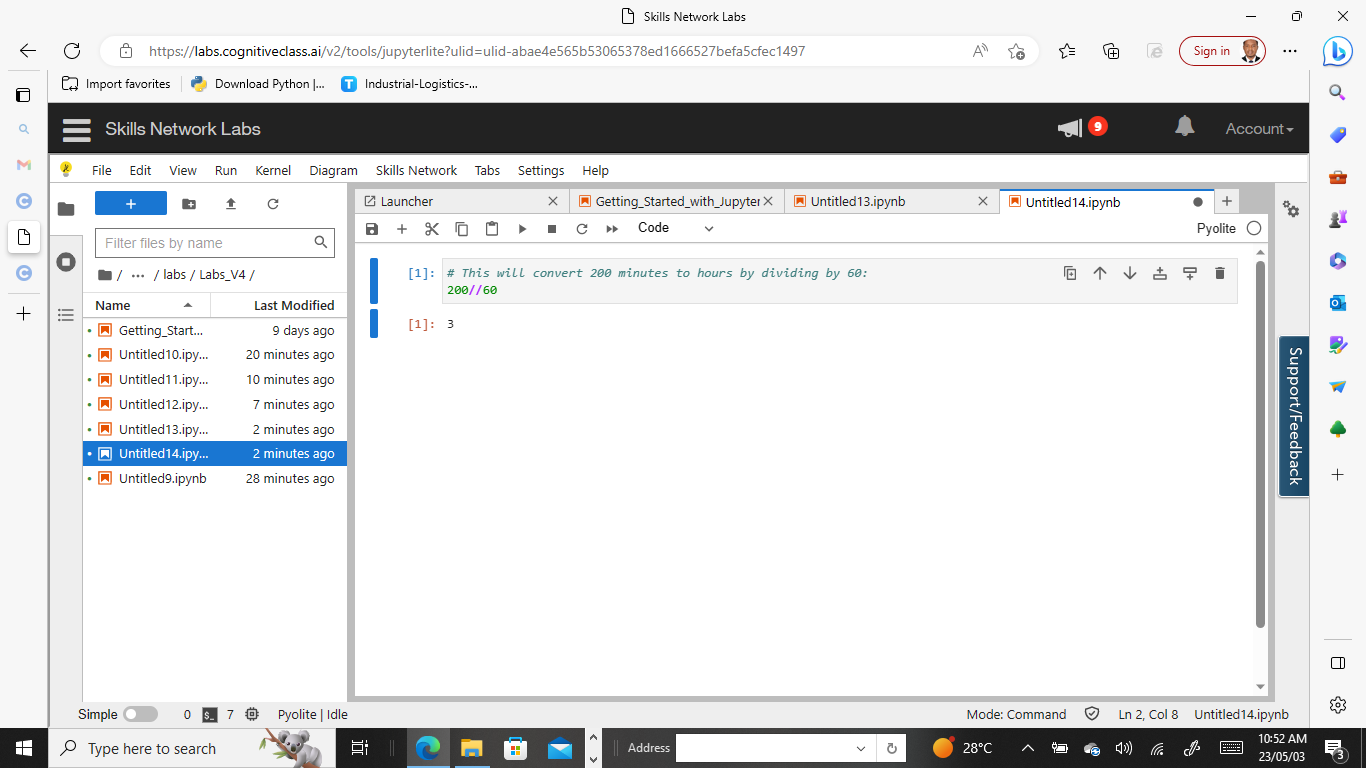 Skills Network Labs
https://labs.cognitiveclass.ai/v2/tools/jupyterlite?ulid=ulid-abae4e565b53065378ed1666527befa5cfec1497
Sign in
Import favorites
Download Python |...
Industrial-Logistics-...
Skills Network Labs
9
Account
File Edit View Run Kernel Diagram Skills Network Tabs Settings Help
Launcher
Getting_Started_with_Jupyter
Untitled13.ipynb
Untitled14.ipynb
Code
Pyolite
Filter files by name
/ ... / labs / Labs_V4 /
Name Last Modified
Getting_Start... 9 days ago
Untitled10.ipy... 20 minutes ago
Untitled11.ipy... 10 minutes ago
Untitled12.ipy... 7 minutes ago
Untitled13.ipy... 2 minutes ago
Untitled14.ipy... 2 minutes ago
Untitled9.ipynb 28 minutes ago
[1]: # This will convert 200 minutes to hours by dividing by 60:
200//60
[1]: 3
Support/Feedback
Simple 0 $_ 7 Pyolite | Idle
Mode: Command Ln 2, Col 8 Untitled14.ipynb
Type here to search
Address
28°C
10:52 AM
23/05/03
3